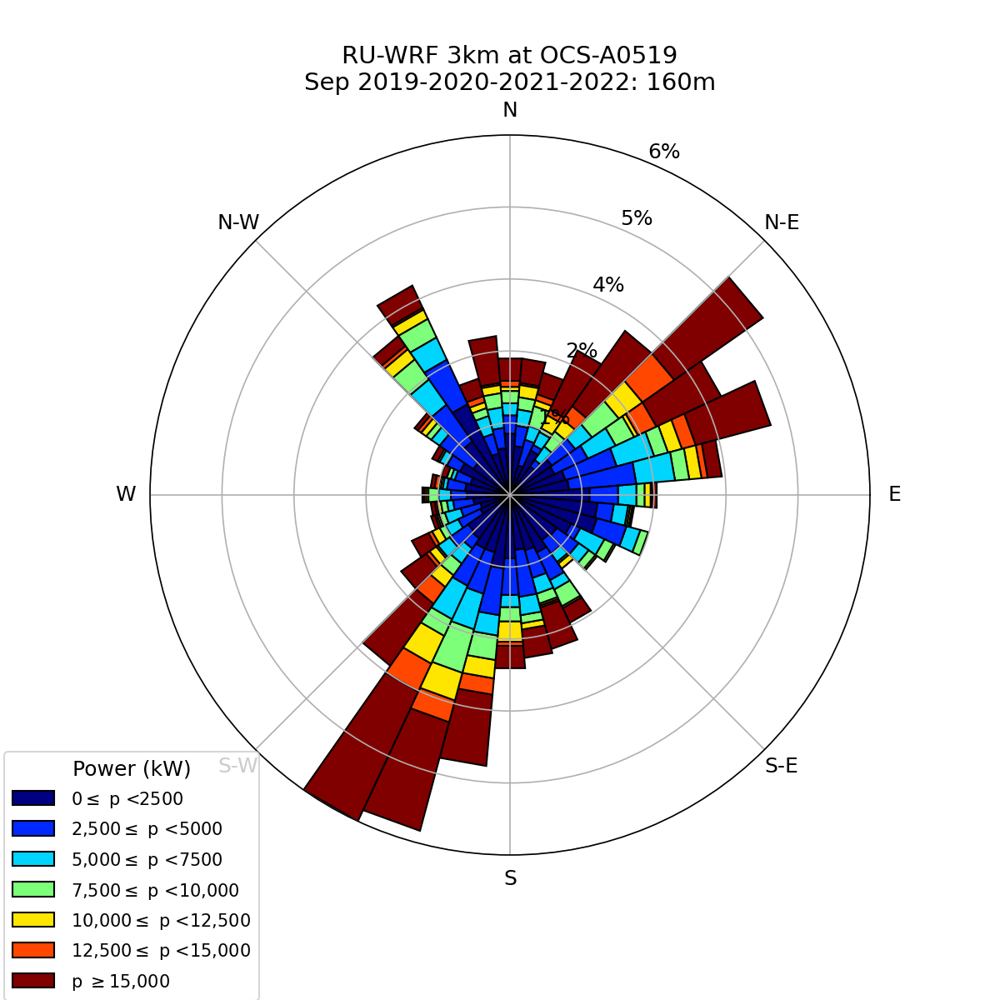 RU-WRF 3km at OCS-A0519
Sep 2019-2020-2021-2022: 160m
N
6%
N-W
5%
N-E
4%
2%
1%
W
E
S-W
S-E
S
Power (kW)
0≤ p <2500
2,500≤ p <5000
5,000≤ p <7500
7,500≤ p <10,000
10,000≤ p <12,500
12,500≤ p <15,000
p ≥15,000